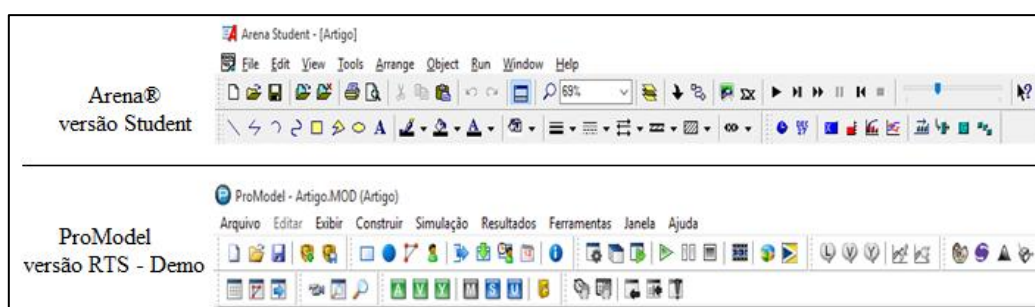 Arena®
versão Student
Arena Student - [Artigo]
File Edit View Tools Arrange Object Run Window Help
69%
ProModel
versão RTS - Demo
ProModel - Artigo.MOD (Artigo)
Arquivo Editar Exibir Construir Simulação Resultados Ferramentas Janela Ajuda